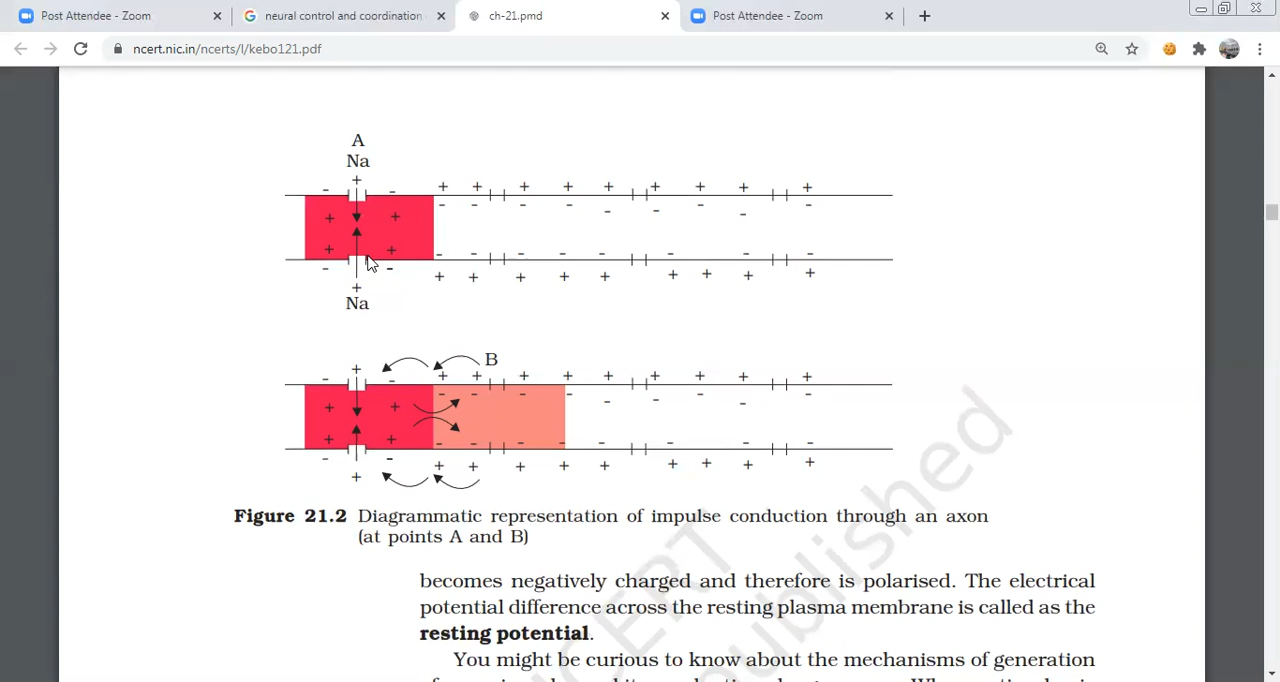 Post Attendee - Zoom
neural control and coordination
ch-21.pmd
Post Attendee - Zoom
ncert.nic.in/ncerts/l/kebo121.pdf
A
Na
+
- -
+ + + + + + + + +
- - - - - - - - -
+ +
+ +
- - - - - - - - -
- -
+ + + + + + + + +
+
Na
B
+
- -
+ + + + + + + + +
- - - - - - - - -
+ +
+ +
- - - - - - - - -
- -
+ + + + + + + + +
+
Figure 21.2 Diagrammatic representation of impulse conduction through an axon
(at points A and B)
becomes negatively charged and therefore is polarised. The electrical
potential difference across the resting plasma membrane is called as the
resting potential.
You might be curious to know about the mechanisms of generation
published